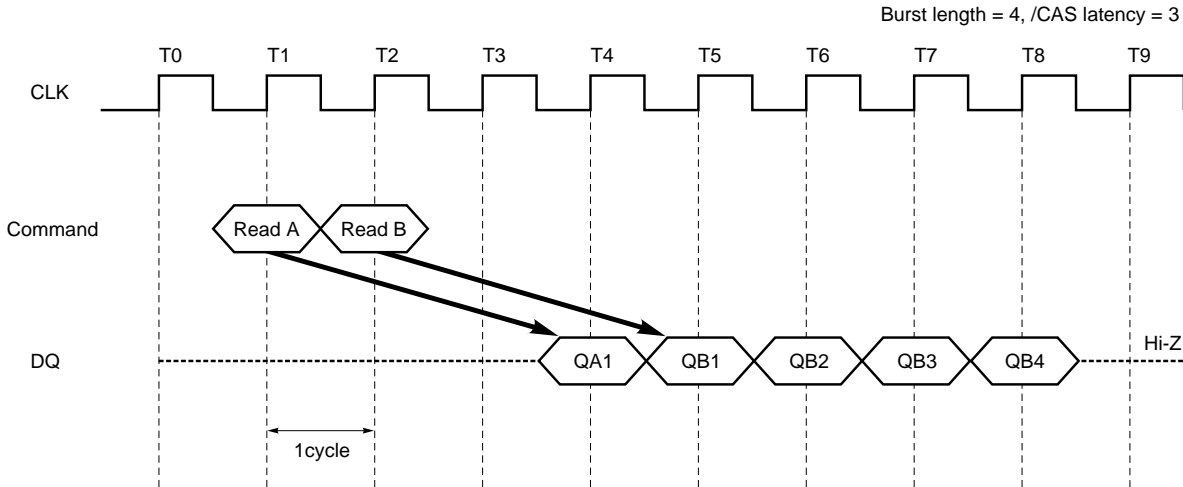 Burst length = 4, /CAS latency = 3
T0 T1 T2 T3 T4 T5 T6 T7 T8 T9
CLK
Command Read A Read B
DQ QA1 QB1 QB2 QB3 QB4 Hi-Z
1cycle